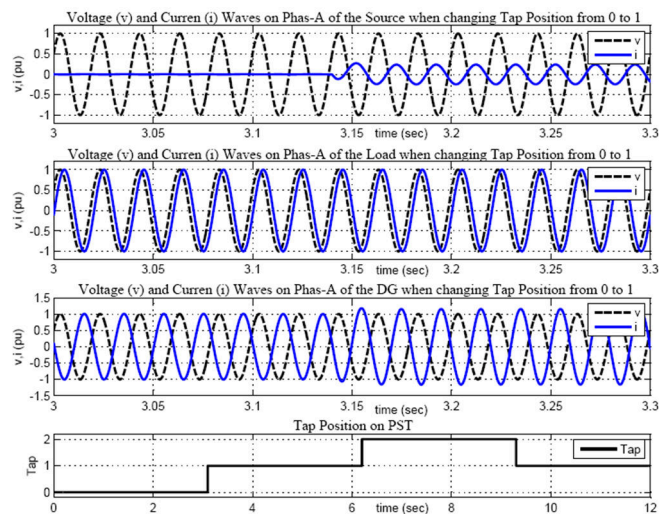 Voltage (v) and Curren (i) Waves on Phas-A of the Source when changing Tap Position from 0 to 1
v,i (pu)
1
0.5
0
-0.5
-1
v
i
3 3.05 3.1 3.15 3.2 3.25 3.3
time (sec)
Voltage (v) and Curren (i) Waves on Phas-A of the Load when changing Tap Position from 0 to 1
v,i (pu)
1
0.5
0
-0.5
-1
v
i
3 3.05 3.1 3.15 3.2 3.25 3.3
time (sec)
Voltage (v) and Curren (i) Waves on Phas-A of the DG when changing Tap Position from 0 to 1
v,i (pu)
1.5
1
0.5
0
-0.5
-1
-1.5
v
i
3 3.05 3.1 3.15 3.2 3.25 3.3
time (sec)
Tap Position on PST
Tap
2
1
0
Tap
0 2 4 6 8 10 12
time (sec)